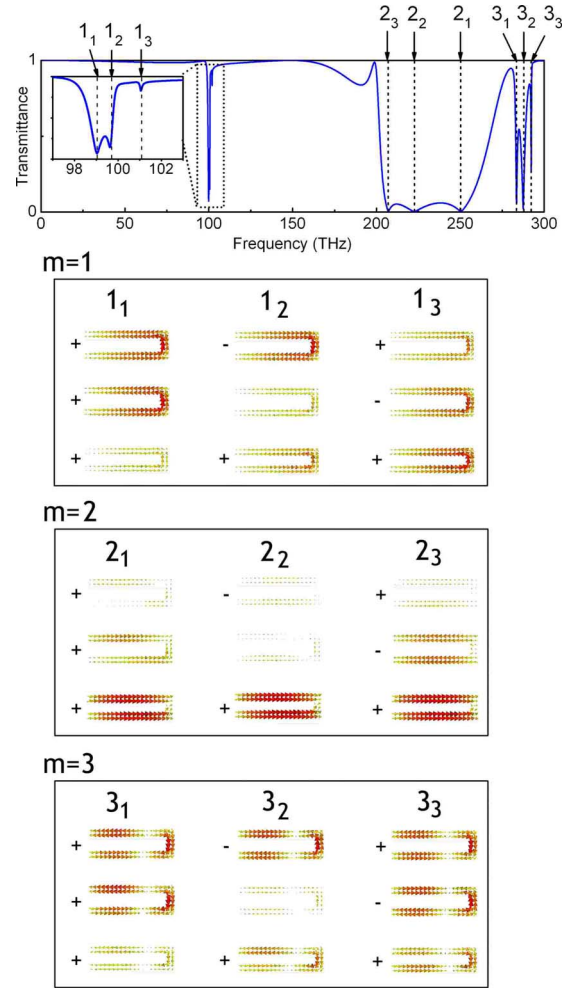 1₁ 1₂ 1₃ 2₃ 2₂ 2₁ 3₁ 3₂ 3₃
1
Transmittance
98 100 102
0
0 50 100 150 200 250 300
Frequency (THz)
m=1
1₁ 1₂ 1₃
+ - +
+ -
+ + +
m=2
2₁ 2₂ 2₃
+ - +
+ -
+ + +
m=3
3₁ 3₂ 3₃
+ - +
+ -
+ + +